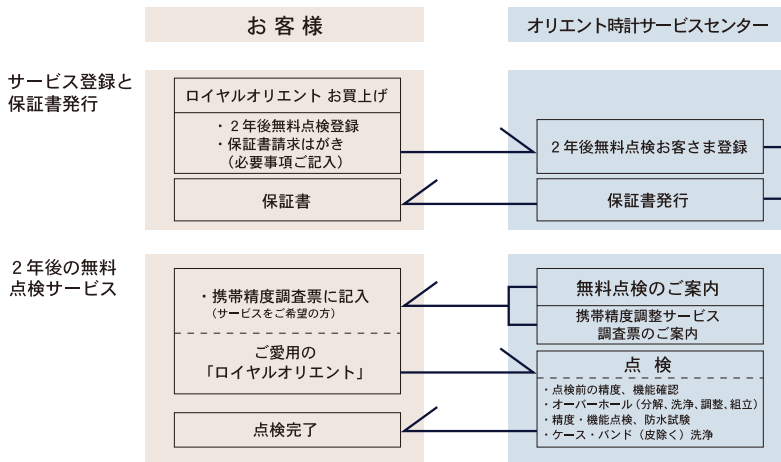 お客様
オリエント時計サービスセンター
サービス登録と
保証書発行
ロイヤルオリエント お買上げ
・２年後無料点検登録
・保証書請求はがき
（必要事項ご記入）
２年後無料点検お客さま登録
保証書
保証書発行
２年後の無料
点検サービス
・携帯精度調査票に記入
（サービスをご希望の方）
無料点検のご案内
携帯精度調整サービス
調査票のご案内
ご愛用の
「ロイヤルオリエント」
点 検
・点検前の精度、機能確認
・オーバーホール（分解、洗浄、調整、組立）
・精度・機能点検、防水試験
・ケース・バンド（皮除く）洗浄
点検完了